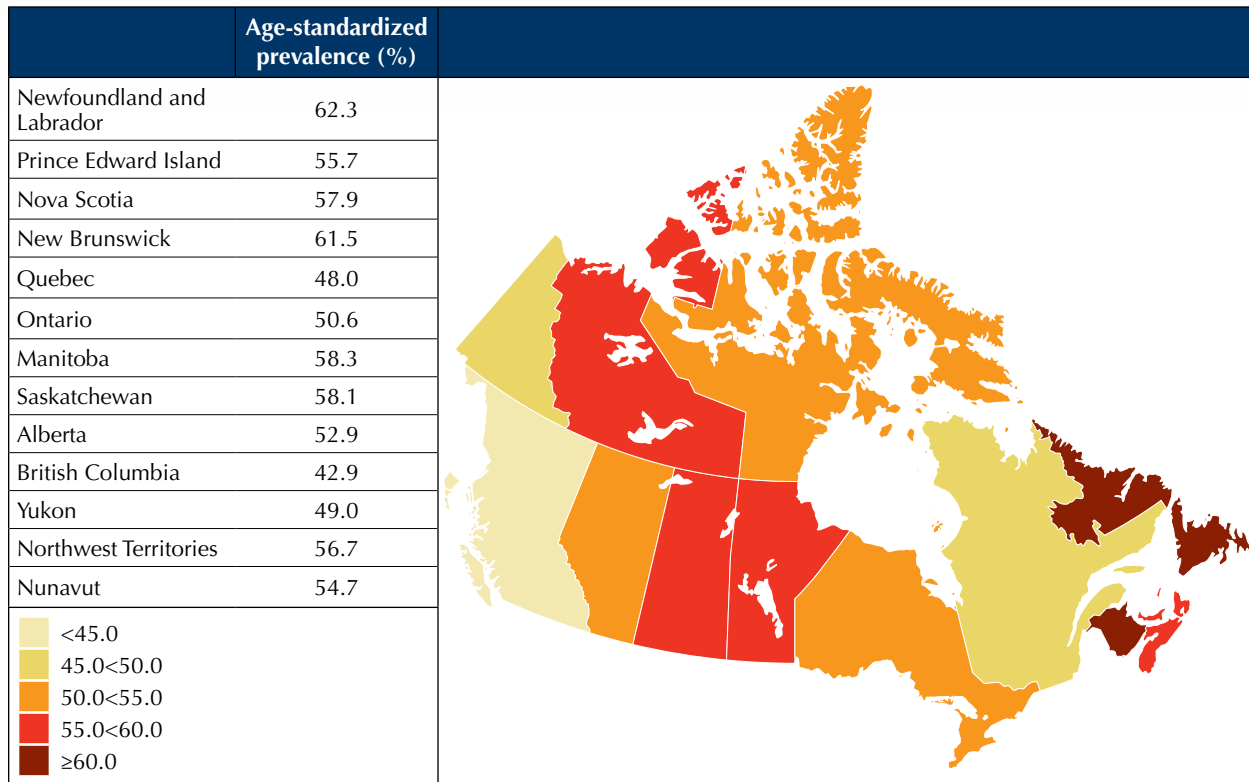 Age-standardized
prevalence (%)
Newfoundland and
Labrador
62.3
Prince Edward Island 55.7
Nova Scotia 57.9
New Brunswick 61.5
Quebec 48.0
Ontario 50.6
Manitoba 58.3
Saskatchewan 58.1
Alberta 52.9
British Columbia 42.9
Yukon 49.0
Northwest Territories 56.7
Nunavut 54.7
<45.0
45.0<50.0
50.0<55.0
55.0<60.0
≥60.0